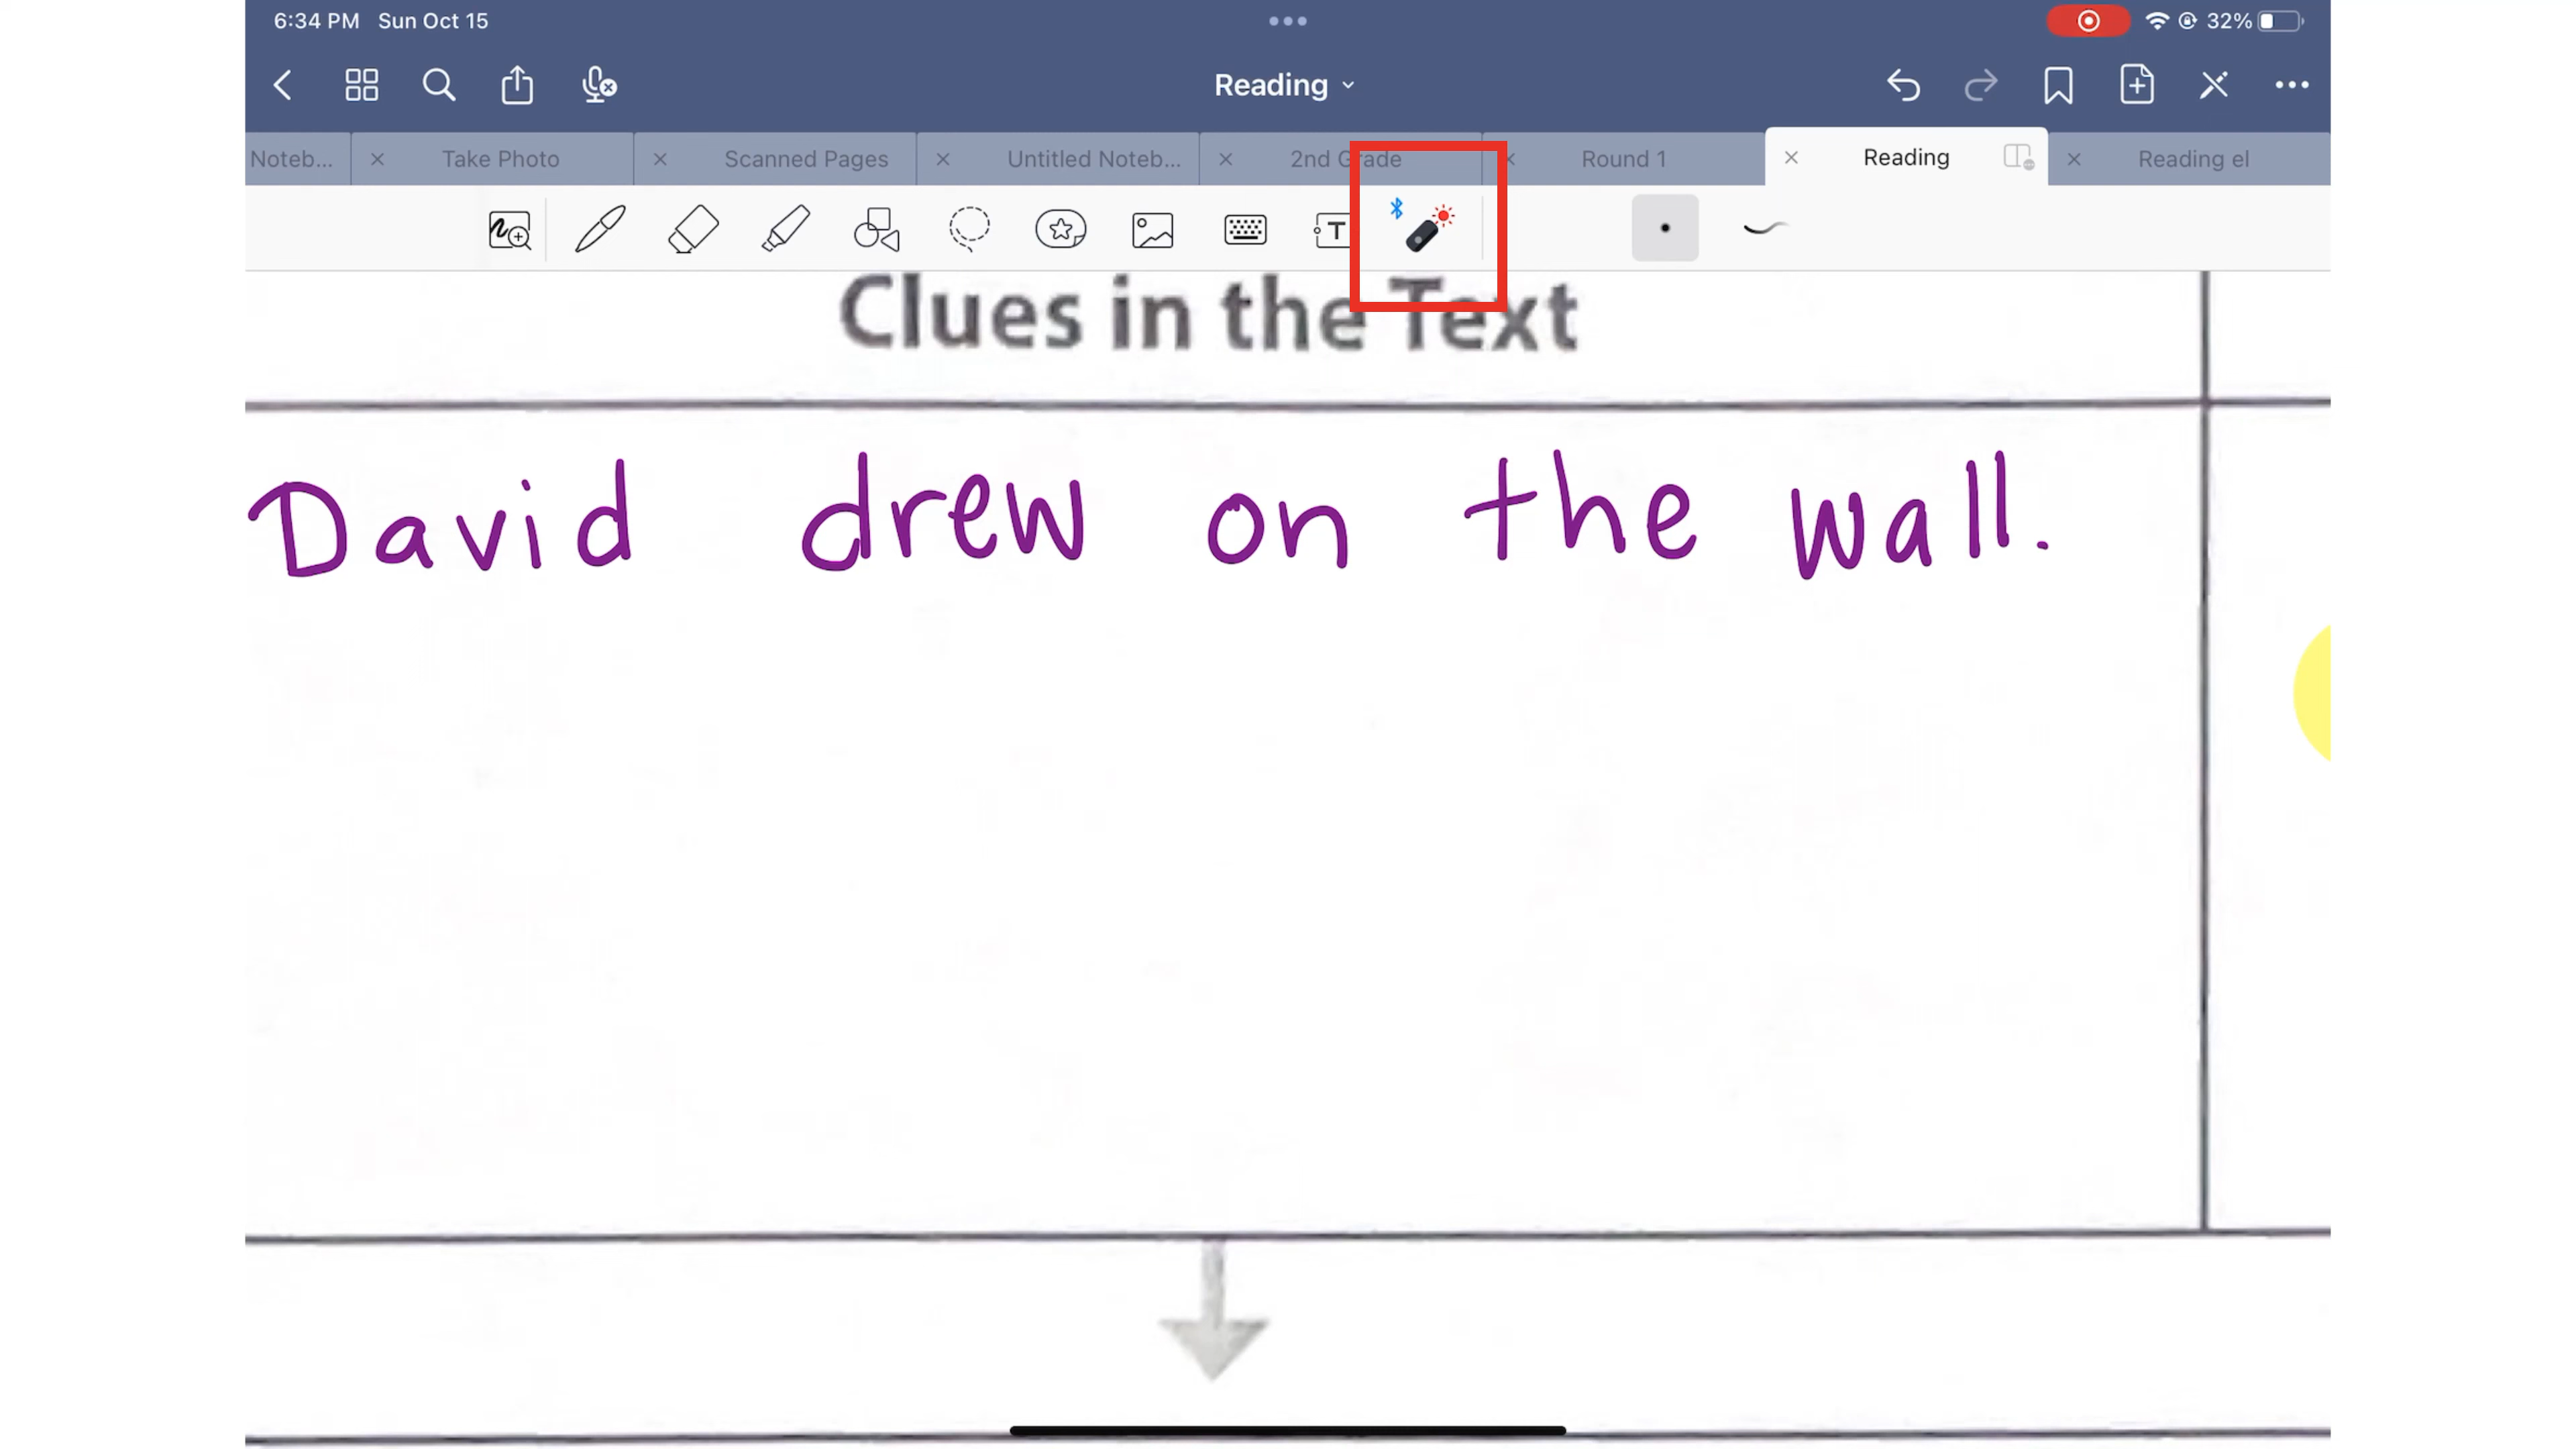 6:34 PM Sun Oct 15
32%
Reading
Noteb...
Take Photo
Scanned Pages
Untitled Noteb...
2nd Grade
Round 1
Reading
Reading el
T
Clues in the Text
David drew on the wall.